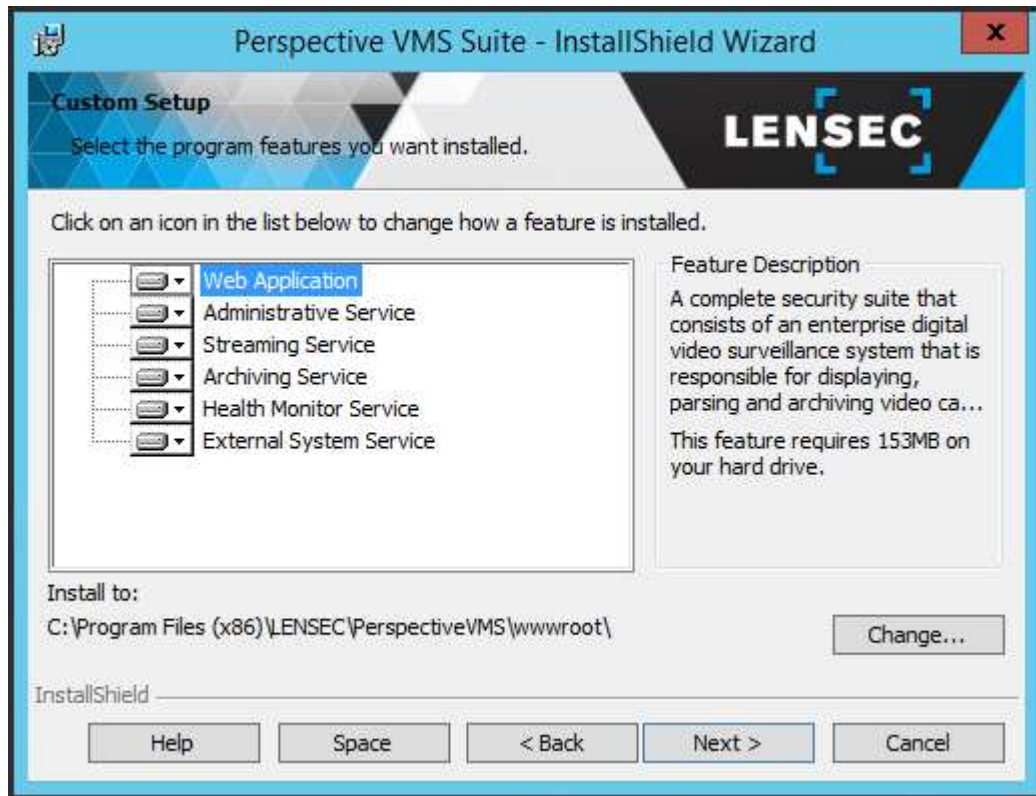 Perspective VMS Suite - InstallShield Wizard
x
Custom Setup
Select the program features you want installed.
LENSEC
Click on an icon in the list below to change how a feature is installed.
Web Application
Administrative Service
Streaming Service
Archiving Service
Health Monitor Service
External System Service
Feature Description
A complete security suite that
consists of an enterprise digital
video surveillance system that is
responsible for displaying,
parsing and archiving video ca...
This feature requires 153MB on
your hard drive.
Install to:
C:\Program Files (x86)\LENSEC\PerspectiveVMS\wwwroot\
Change...
InstallShield
Help
Space
< Back
Next >
Cancel